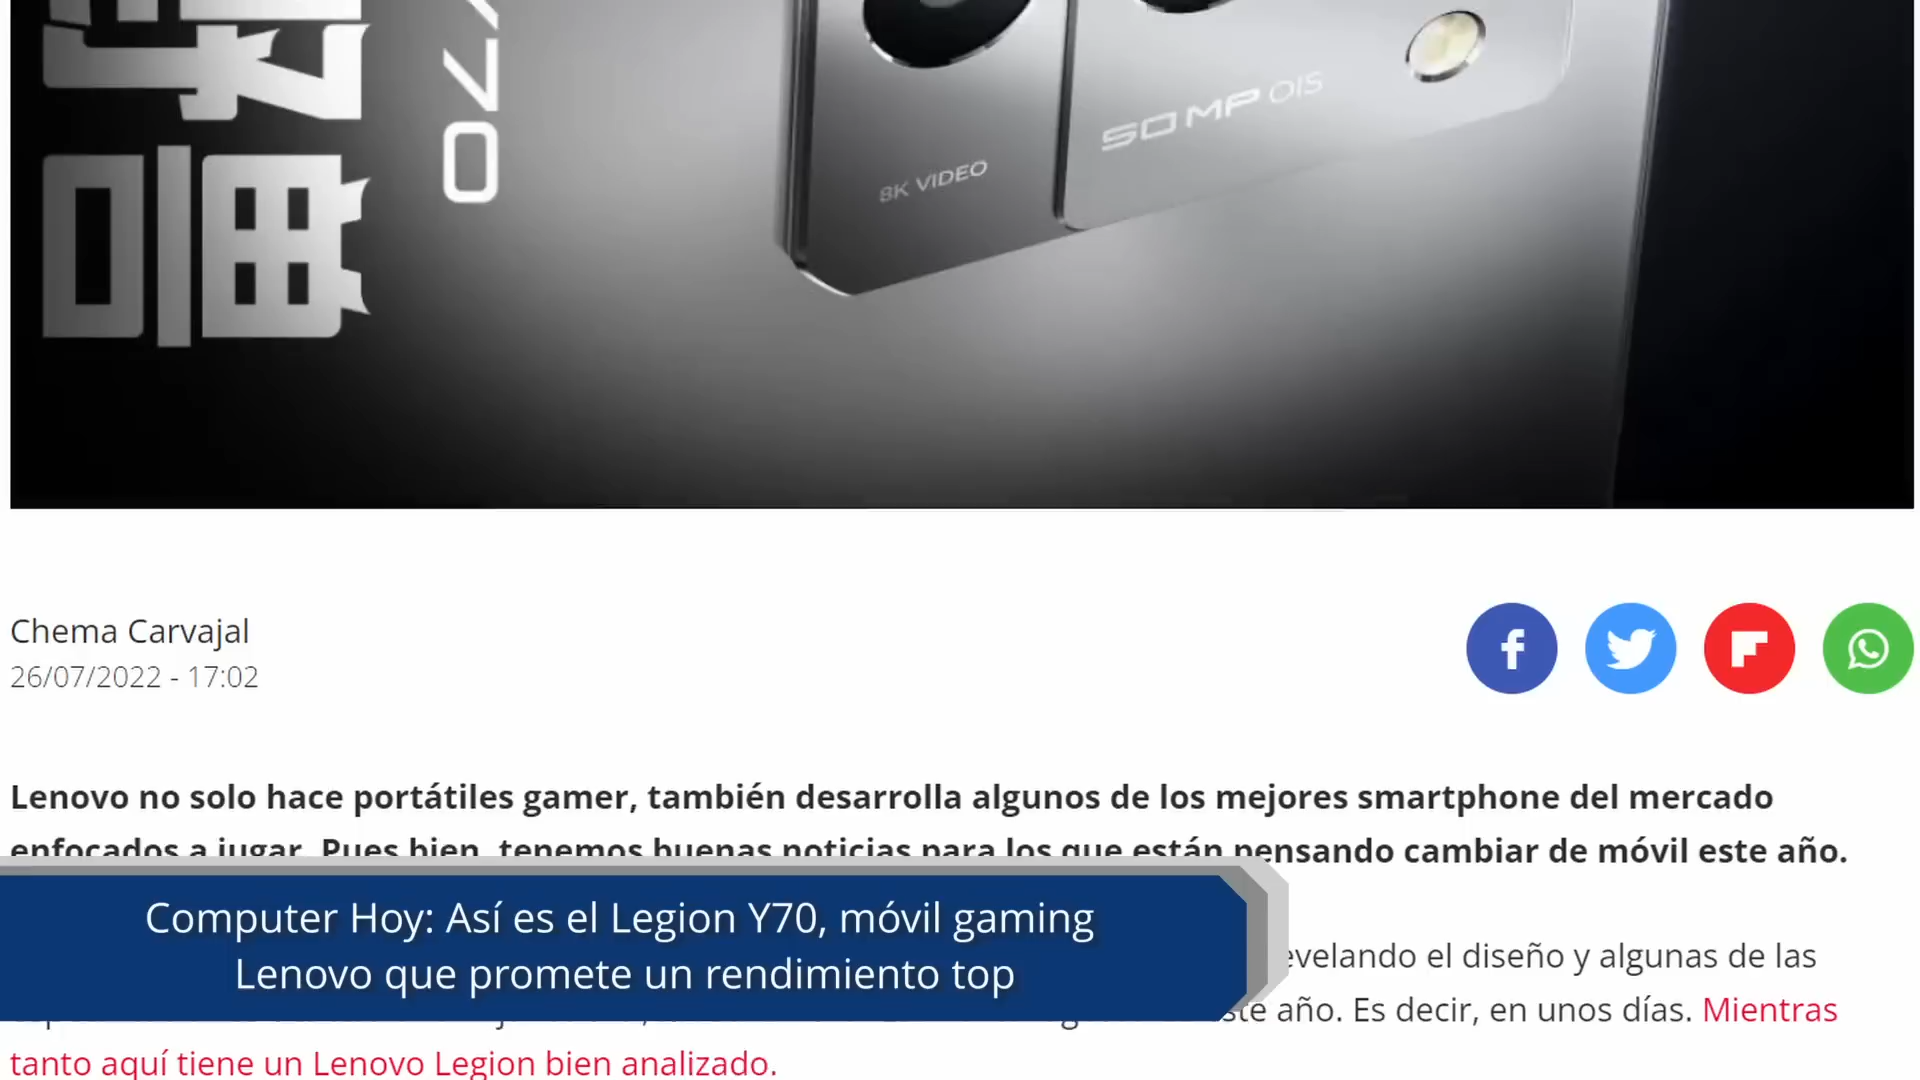 Y70
8K VIDEO
50 MP OIS
Chema Carvajal
26/07/2022 - 17:02
Lenovo no solo hace portátiles gamer, también desarrolla algunos de los mejores smartphone del mercado
enfocados a jugar. Pues bien, tenemos buenas noticias para los que están pensando cambiar de móvil este año.
Computer Hoy: Así es el Legion Y70, móvil gaming
Lenovo que promete un rendimiento top
evelando el diseño y algunas de las
ste año. Es decir, en unos días. Mientras
tanto aquí tiene un Lenovo Legion bien analizado.